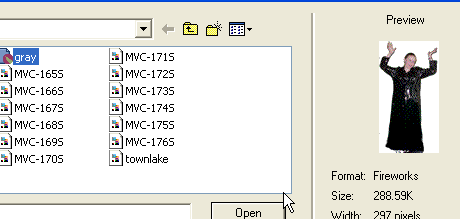 Preview
gray
MVC-165S
MVC-166S
MVC-167S
MVC-168S
MVC-169S
MVC-170S
MVC-171S
MVC-172S
MVC-173S
MVC-174S
MVC-175S
MVC-176S
townlake
Format: Fireworks
Size: 288.59K
Width: 297 pixels
Open